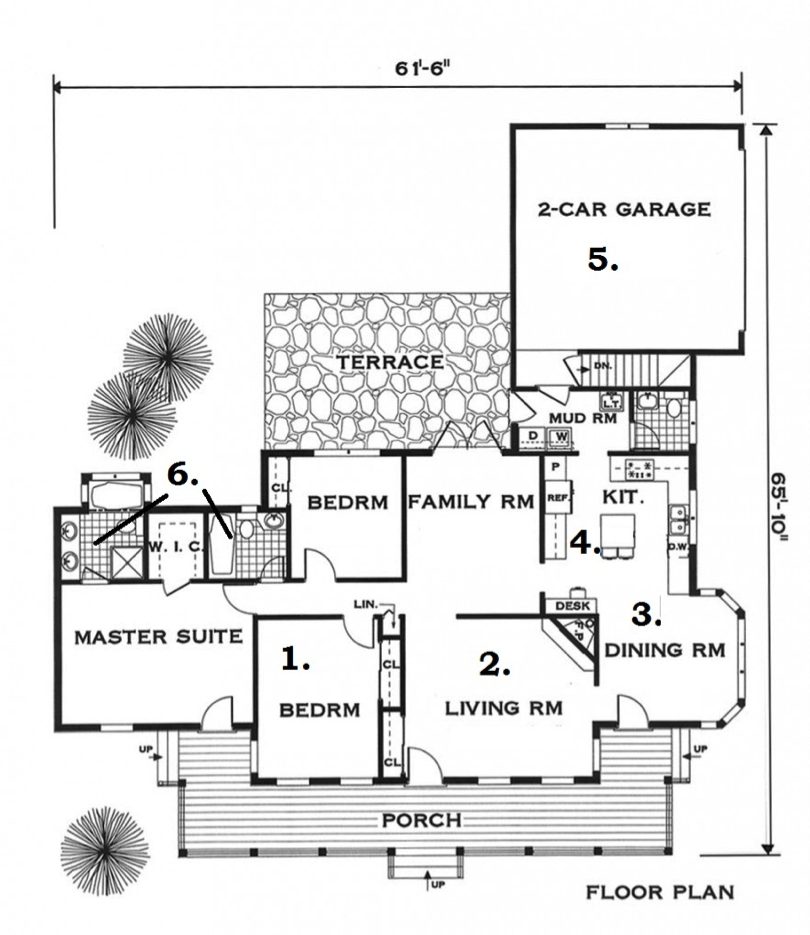 61'-6"
2-CAR GARAGE
5.
TERRACE
DN.
MUD RM
L.T.
D W
6.
CL.
BEDRM
FAMILY RM
P
REF.
KIT.
65'-10"
W. I. C.
4.
D.W.
LIN.
DESK
3.
F.P.
MASTER SUITE
1.
CL
2.
DINING RM
BEDRM
LIVING RM
UP
CL
UP
PORCH
UP
FLOOR PLAN